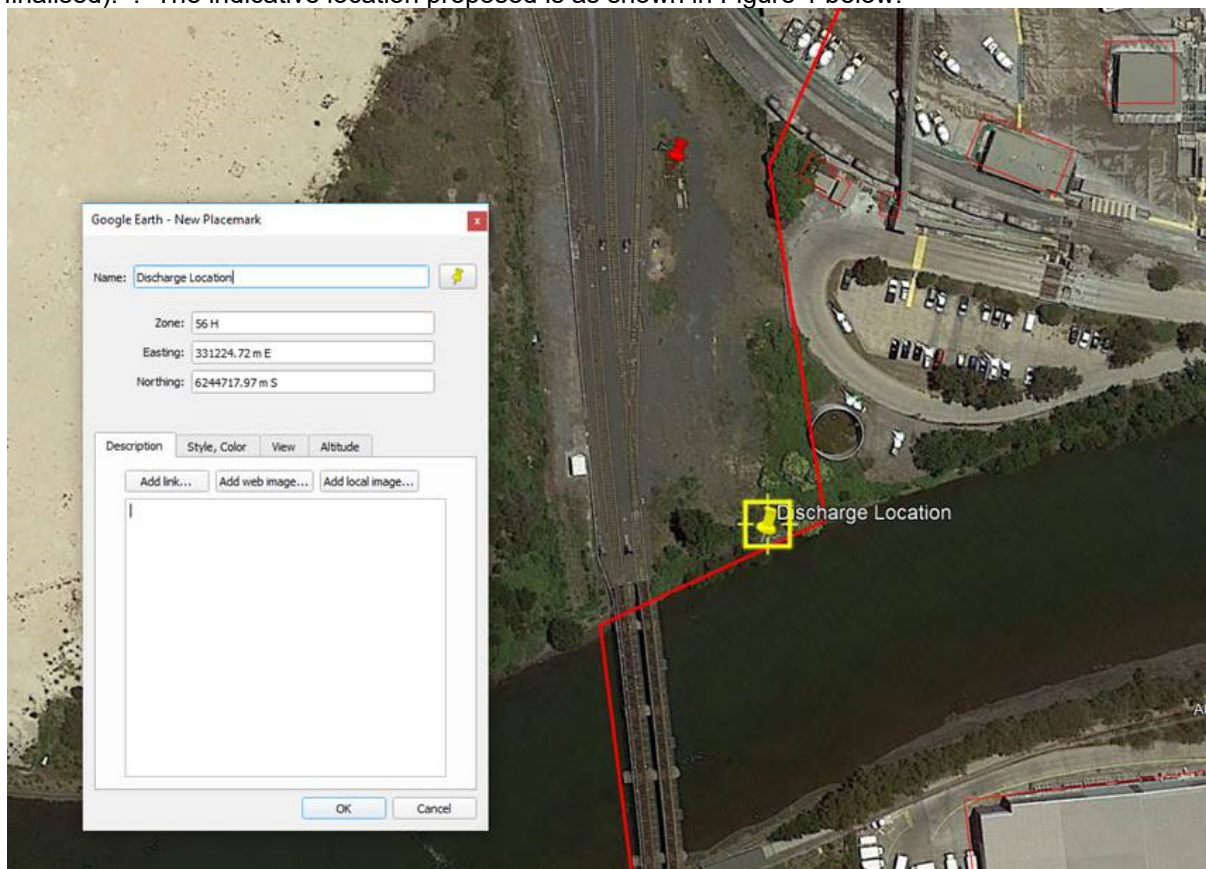 finalised). . The indicative location proposed is as shown in Figure 1 below.
Google Earth - New Placemark
x
Name: Discharge Location
Zone: 56 H
Easting: 331224.72 m E
Northing: 6244717.97 m S
Description Style, Color View Altitude
Add link... Add web image... Add local image...
Discharge Location
OK Cancel